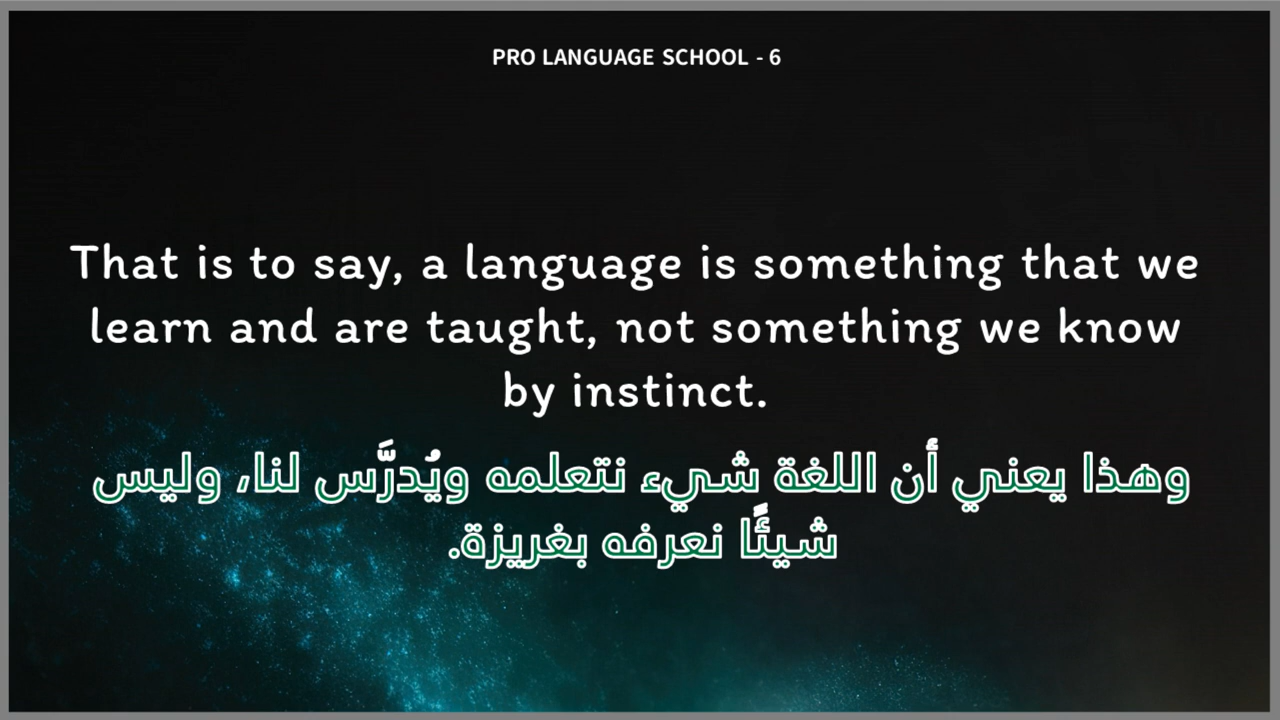 PRO LANGUAGE SCHOOL - 6
That is to say, a language is something that we
learn and are taught, not something we know
by instinct.
وهذا يعني أن اللغة شيء نتعلمه ويُدرَّس لنا، وليس
شيئًا نعرفه بغريزة.